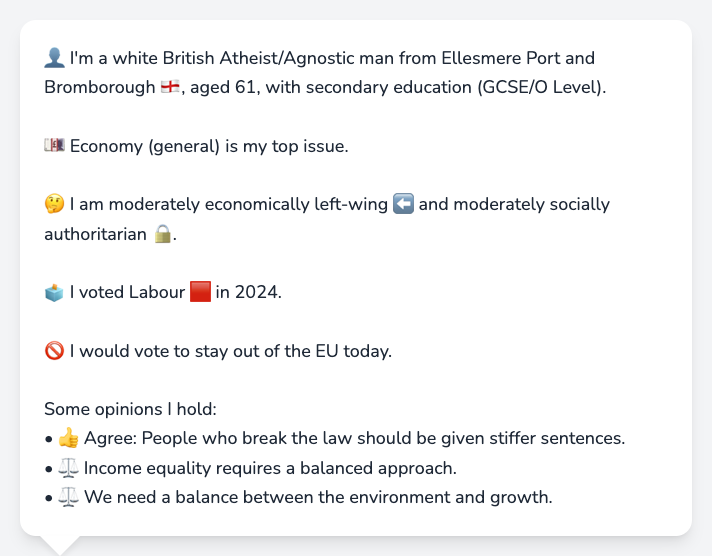 👤 I'm a white British Atheist/Agnostic man from Ellesmere Port and
Bromborough 🏴󠁧󠁢󠁥󠁮󠁧󠁿, aged 61, with secondary education (GCSE/O Level).
💷 Economy (general) is my top issue.
🤔 I am moderately economically left-wing ⬅️ and moderately socially
authoritarian 🔒.
🗳️ I voted Labour 🟥 in 2024.
🚫 I would vote to stay out of the EU today.
Some opinions I hold:
• 👍 Agree: People who break the law should be given stiffer sentences.
• ⚖️ Income equality requires a balanced approach.
• ⚖️ We need a balance between the environment and growth.